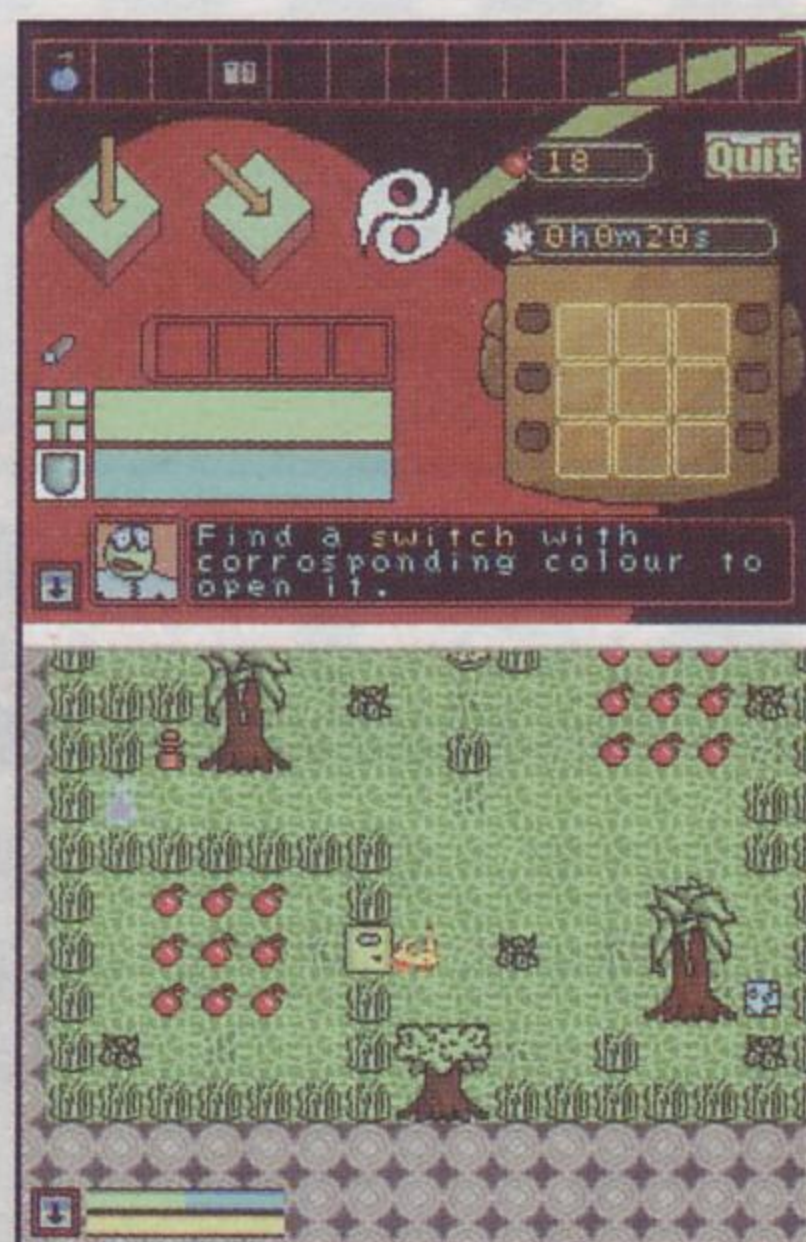 18
Quit
0h0m20s
Find a switch with
corrosponding colour to
open it.